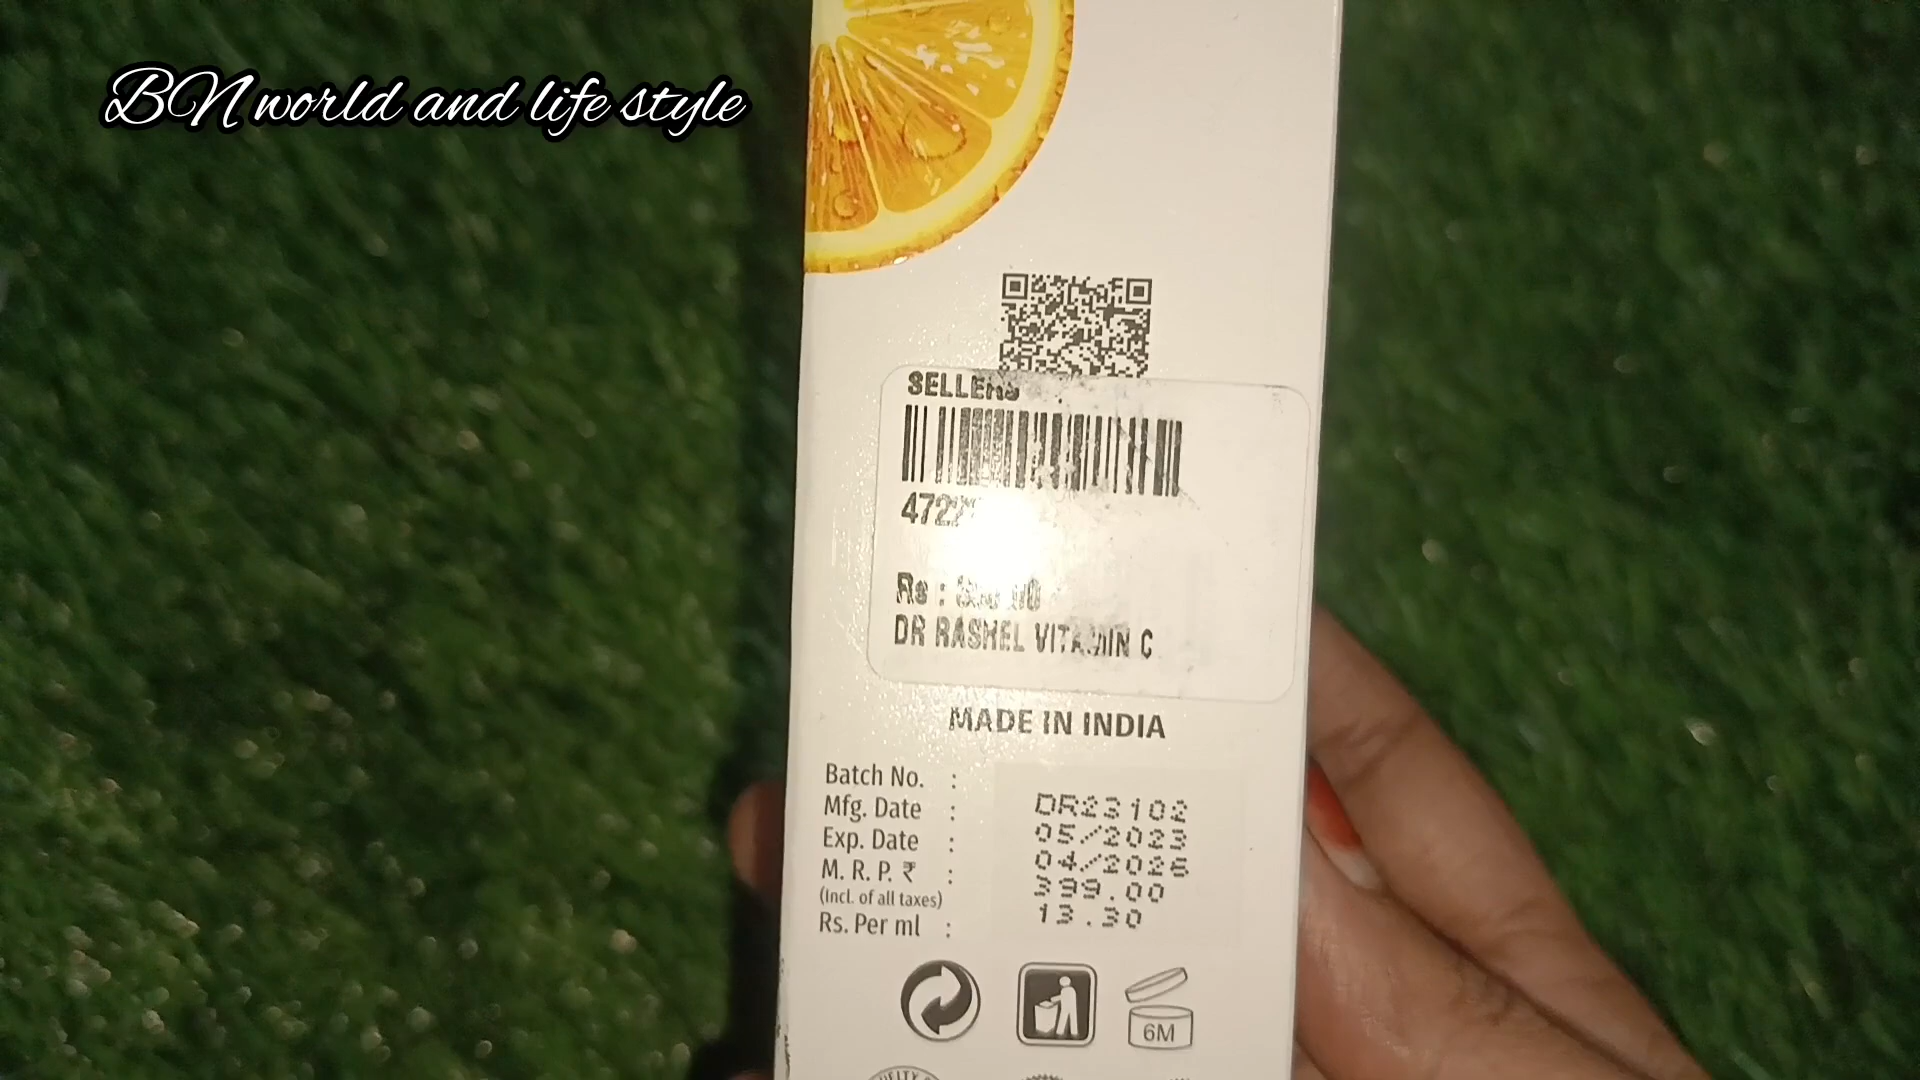 BN world and life style
SELLERS
Rs :
DR RASHEL VITAMIN C
MADE IN INDIA
Batch No. : DR23102
Mfg. Date : 05/2023
Exp. Date : 04/2026
M. R. P. ₹ : 399.00
(Incl. of all taxes)
Rs. Per ml : 13.30
6M